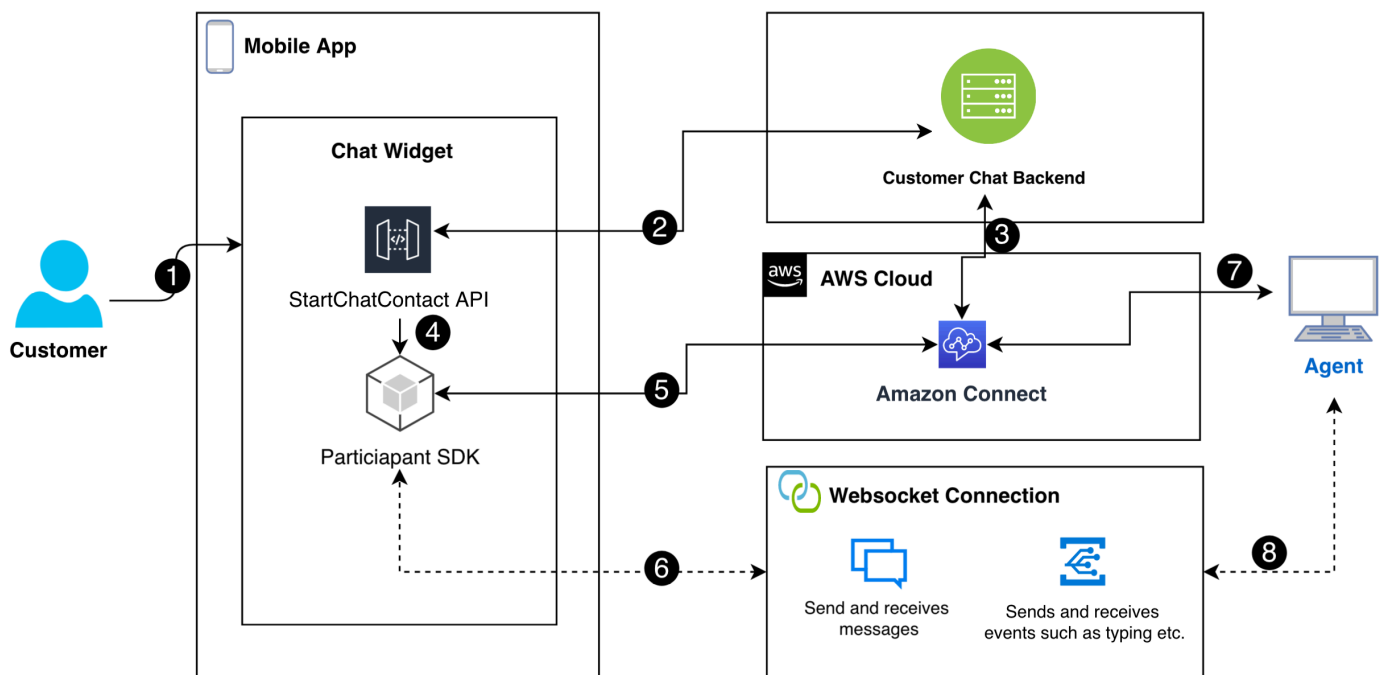 Mobile App
Chat Widget
StartChatContact API
Particiapant SDK
Customer
1
2
3
4
5
6
7
8
Customer Chat Backend
aws
AWS Cloud
Amazon Connect
Agent
Websocket Connection
Send and receives
messages
Sends and receives
events such as typing etc.